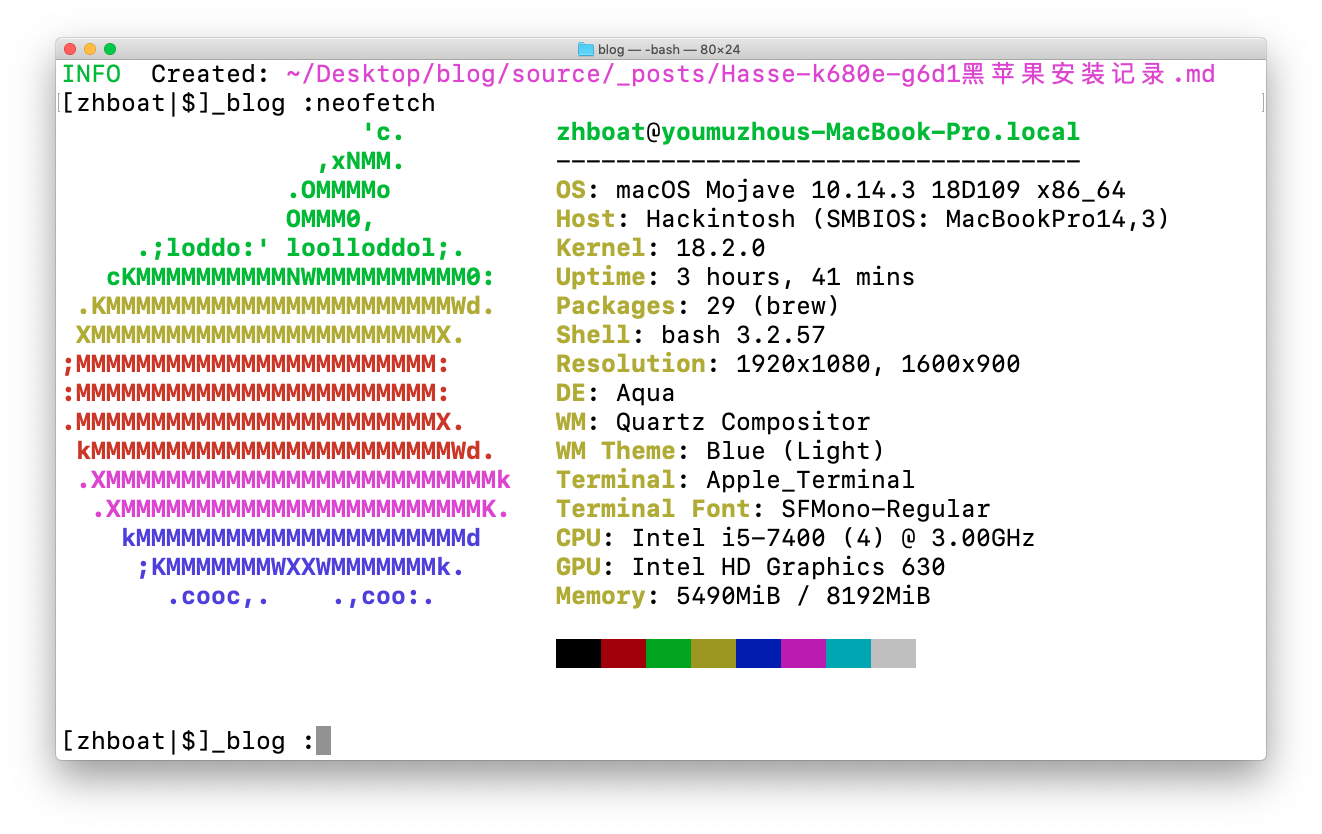 blog — -bash — 80×24
INFO  Created: ~/Desktop/blog/source/_posts/Hasse-k680e-g6d1黑苹果安装记录.md
[zhboat|$]_blog :neofetch
                    'c.          zhboat@youmuzhous-MacBook-Pro.local
                 ,xNMM.          -----------------------------------
               .OMMMMo           OS: macOS Mojave 10.14.3 18D109 x86_64
               OMMM0,            Host: Hackintosh (SMBIOS: MacBookPro14,3)
     .;loddo:' loolloddol;.      Kernel: 18.2.0
   cKMMMMMMMMMMNWMMMMMMMMMM0:    Uptime: 3 hours, 41 mins
 .KMMMMMMMMMMMMMMMMMMMMMMMWd.    Packages: 29 (brew)
 XMMMMMMMMMMMMMMMMMMMMMMMX.      Shell: bash 3.2.57
;MMMMMMMMMMMMMMMMMMMMMMMM:       Resolution: 1920x1080, 1600x900
:MMMMMMMMMMMMMMMMMMMMMMMM:       DE: Aqua
.MMMMMMMMMMMMMMMMMMMMMMMMX.      WM: Quartz Compositor
 kMMMMMMMMMMMMMMMMMMMMMMMMWd.    WM Theme: Blue (Light)
 .XMMMMMMMMMMMMMMMMMMMMMMMMMMk   Terminal: Apple_Terminal
  .XMMMMMMMMMMMMMMMMMMMMMMMMK.   Terminal Font: SFMono-Regular
    kMMMMMMMMMMMMMMMMMMMMMMd     CPU: Intel i5-7400 (4) @ 3.00GHz
     ;KMMMMMMMWXXWMMMMMMMk.      GPU: Intel HD Graphics 630
       .cooc,.    .,coo:.        Memory: 5490MiB / 8192MiB
[zhboat|$]_blog :